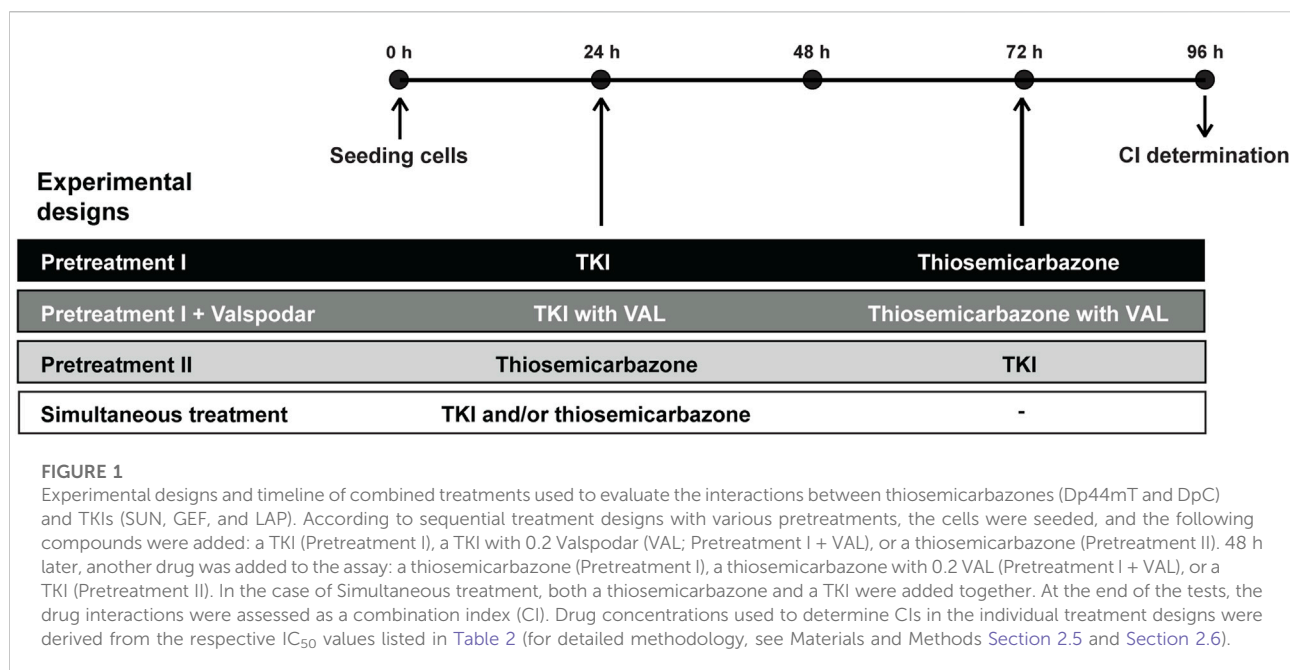 0 h 24 h 48 h 72 h 96 h
Seeding cells CI determination
Experimental
designs
Pretreatment I TKI Thiosemicarbazone
Pretreatment I + Valspodar TKI with VAL Thiosemicarbazone with VAL
Pretreatment II Thiosemicarbazone TKI
Simultaneous treatment TKI and/or thiosemicarbazone -
FIGURE 1
Experimental designs and timeline of combined treatments used to evaluate the interactions between thiosemicarbazones (Dp44mT and DpC)
and TKIs (SUN, GEF, and LAP). According to sequential treatment designs with various pretreatments, the cells were seeded, and the following
compounds were added: a TKI (Pretreatment I), a TKI with 0.2 Valspodar (VAL; Pretreatment I + VAL), or a thiosemicarbazone (Pretreatment II). 48 h
later, another drug was added to the assay: a thiosemicarbazone (Pretreatment I), a thiosemicarbazone with 0.2 VAL (Pretreatment I + VAL), or a
TKI (Pretreatment II). In the case of Simultaneous treatment, both a thiosemicarbazone and a TKI were added together. At the end of the tests, the
drug interactions were assessed as a combination index (CI). Drug concentrations used to determine CIs in the individual treatment designs were
derived from the respective IC50 values listed in Table 2 (for detailed methodology, see Materials and Methods Section 2.5 and Section 2.6).